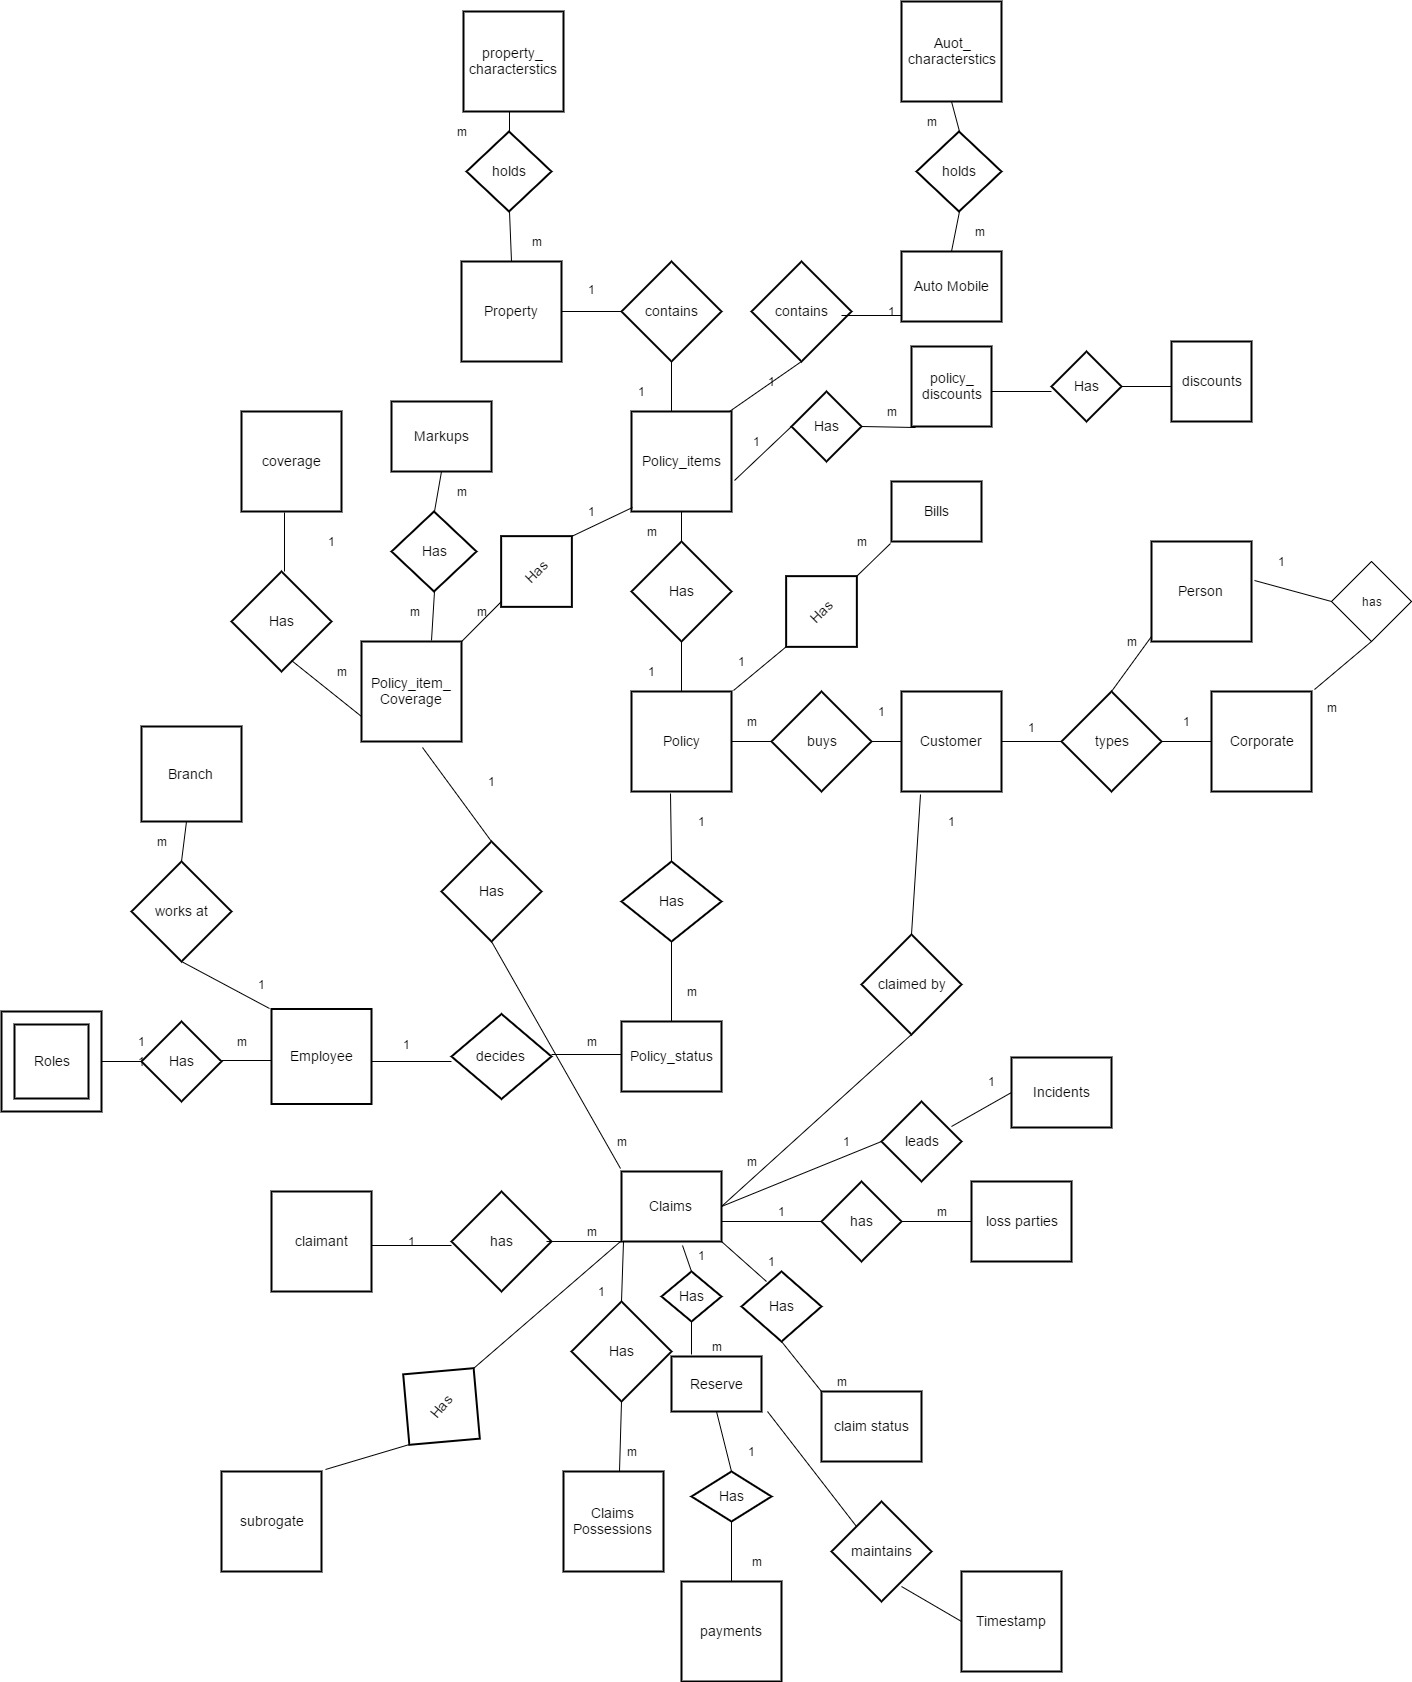 property_
characterstics
Auot_
characterstics
m
m
holds
holds
m
m
Property
1
contains
contains
1
Auto Mobile
1
1
policy_
discounts
Has
discounts
Markups
coverage
Policy_items
1
Has
m
m
1
m
Bills
1
Has
Has
m
Person
1
m
m
Has
Has
1
has
Has
m
1
1
m
Policy_item_
Coverage
Policy
m
buys
1
Customer
1
types
1
Corporate
m
Branch
1
1
1
m
works at
Has
Has
claimed by
1
m
Roles
1
1
Has
m
Employee
1
decides
m
Policy_status
Incidents
1
m
m
1
leads
Claims
claimant
1
has
m
1
has
m
loss parties
1
1
1
Has
Has
Has
m
Reserve
m
Has
claim status
m
1
subrogate
Claims
Possessions
Has
maintains
m
payments
Timestamp